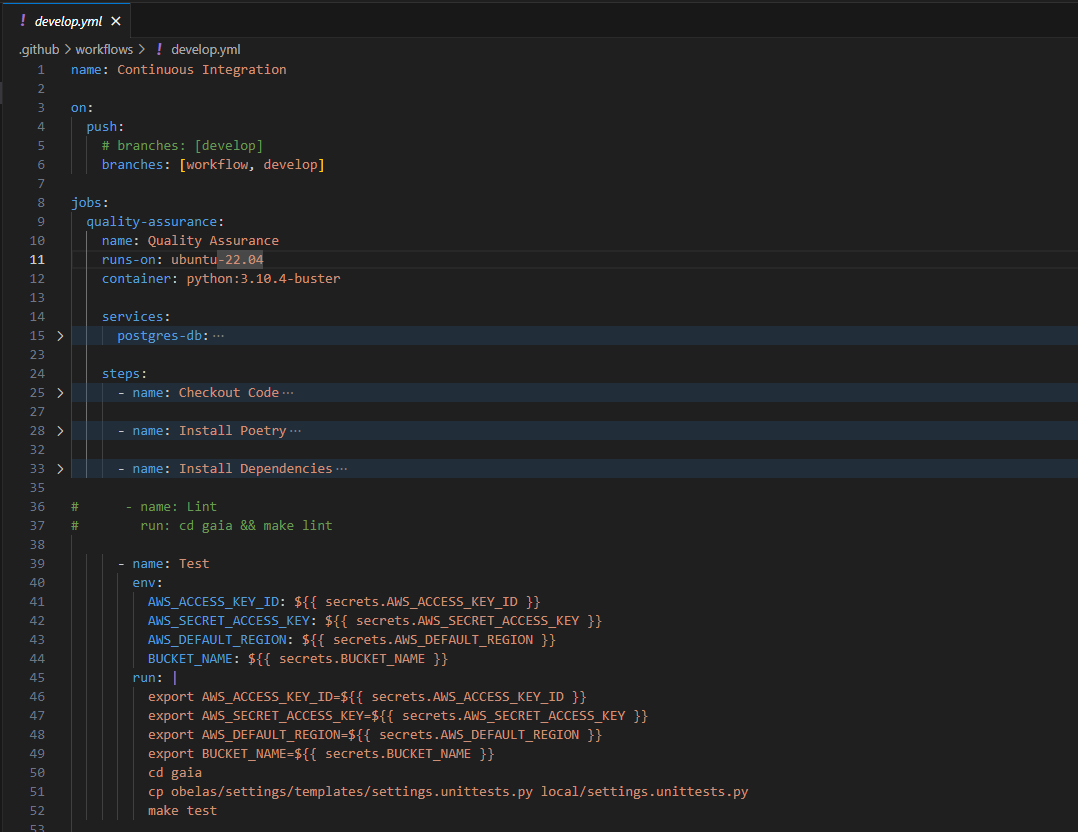 ! develop.yml ×
.github > workflows > ! develop.yml
1 name: Continuous Integration
2
3 on:
4 push:
5 # branches: [develop]
6 branches: [workflow, develop]
7
8 jobs:
9 quality-assurance:
10 name: Quality Assurance
11 runs-on: ubuntu-22.04
12 container: python:3.10.4-buster
13
14 services:
15 > postgres-db: ···
23
24 steps:
25 > - name: Checkout Code ···
27
28 > - name: Install Poetry ···
32
33 > - name: Install Dependencies ···
35
36 # - name: Lint
37 # run: cd gaia && make lint
38
39 - name: Test
40 env:
41 AWS_ACCESS_KEY_ID: ${{ secrets.AWS_ACCESS_KEY_ID }}
42 AWS_SECRET_ACCESS_KEY: ${{ secrets.AWS_SECRET_ACCESS_KEY }}
43 AWS_DEFAULT_REGION: ${{ secrets.AWS_DEFAULT_REGION }}
44 BUCKET_NAME: ${{ secrets.BUCKET_NAME }}
45 run: |
46 export AWS_ACCESS_KEY_ID=${{ secrets.AWS_ACCESS_KEY_ID }}
47 export AWS_SECRET_ACCESS_KEY=${{ secrets.AWS_SECRET_ACCESS_KEY }}
48 export AWS_DEFAULT_REGION=${{ secrets.AWS_DEFAULT_REGION }}
49 export BUCKET_NAME=${{ secrets.BUCKET_NAME }}
50 cd gaia
51 cp obelas/settings/templates/settings.unittests.py local/settings.unittests.py
52 make test
53